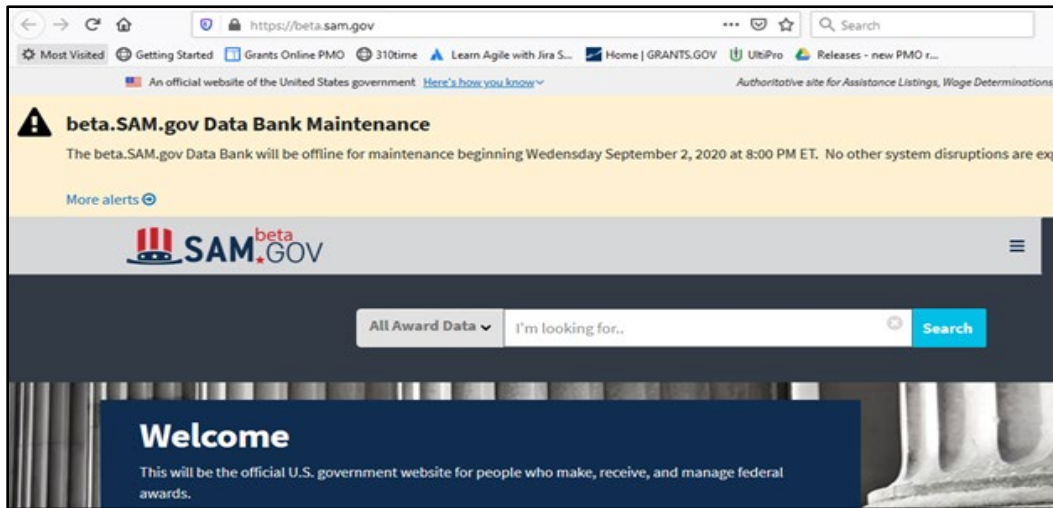 https://beta.sam.gov
Search
Most Visited Getting Started Grants Online PMO 310time Learn Agile with Jira S... Home | GRANTS.GOV UltiPro Releases - new PMO r...
An official website of the United States government Here's how you know
Authoritative site for Assistance Listings, Wage Determinations,
beta.SAM.gov Data Bank Maintenance
The beta.SAM.gov Data Bank will be offline for maintenance beginning Wedensday September 2, 2020 at 8:00 PM ET. No other system disruptions are exp
More alerts
beta
SAM.GOV
All Award Data I'm looking for.. Search
Welcome
This will be the official U.S. government website for people who make, receive, and manage federal
awards.